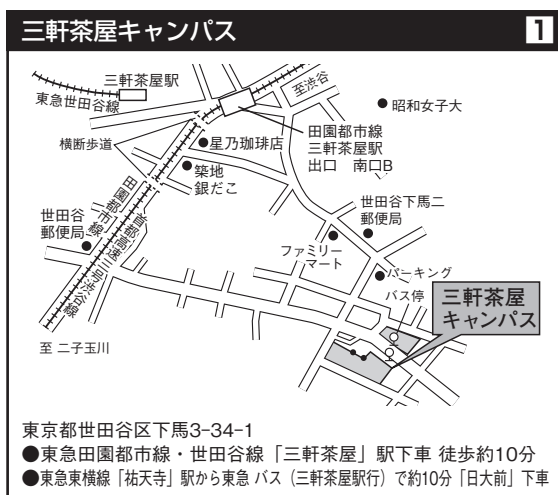 三軒茶屋キャンパス 1
三軒茶屋駅
東急世田谷線
至渋谷
昭和女子大
田園都市線
三軒茶屋駅
出口 南口B
横断歩道
星乃珈琲店
築地
銀だこ
田園都市線
首都高速三号渋谷線
世田谷
郵便局
世田谷下馬二
郵便局
ファミリー
マート
パーキング
バス停
三軒茶屋
キャンパス
至 二子玉川
東京都世田谷区下馬3-34-1
●東急田園都市線・世田谷線「三軒茶屋」駅下車 徒歩約10分
●東急東横線「祐天寺」駅から東急 バス（三軒茶屋駅行）で約10分「日大前」下車